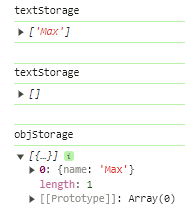 textStorage
▶ ['Max']
textStorage
▶ []
objStorage
▼ [{…}] i
▶ 0: {name: 'Max'}
length: 1
▶ [[Prototype]]: Array(0)